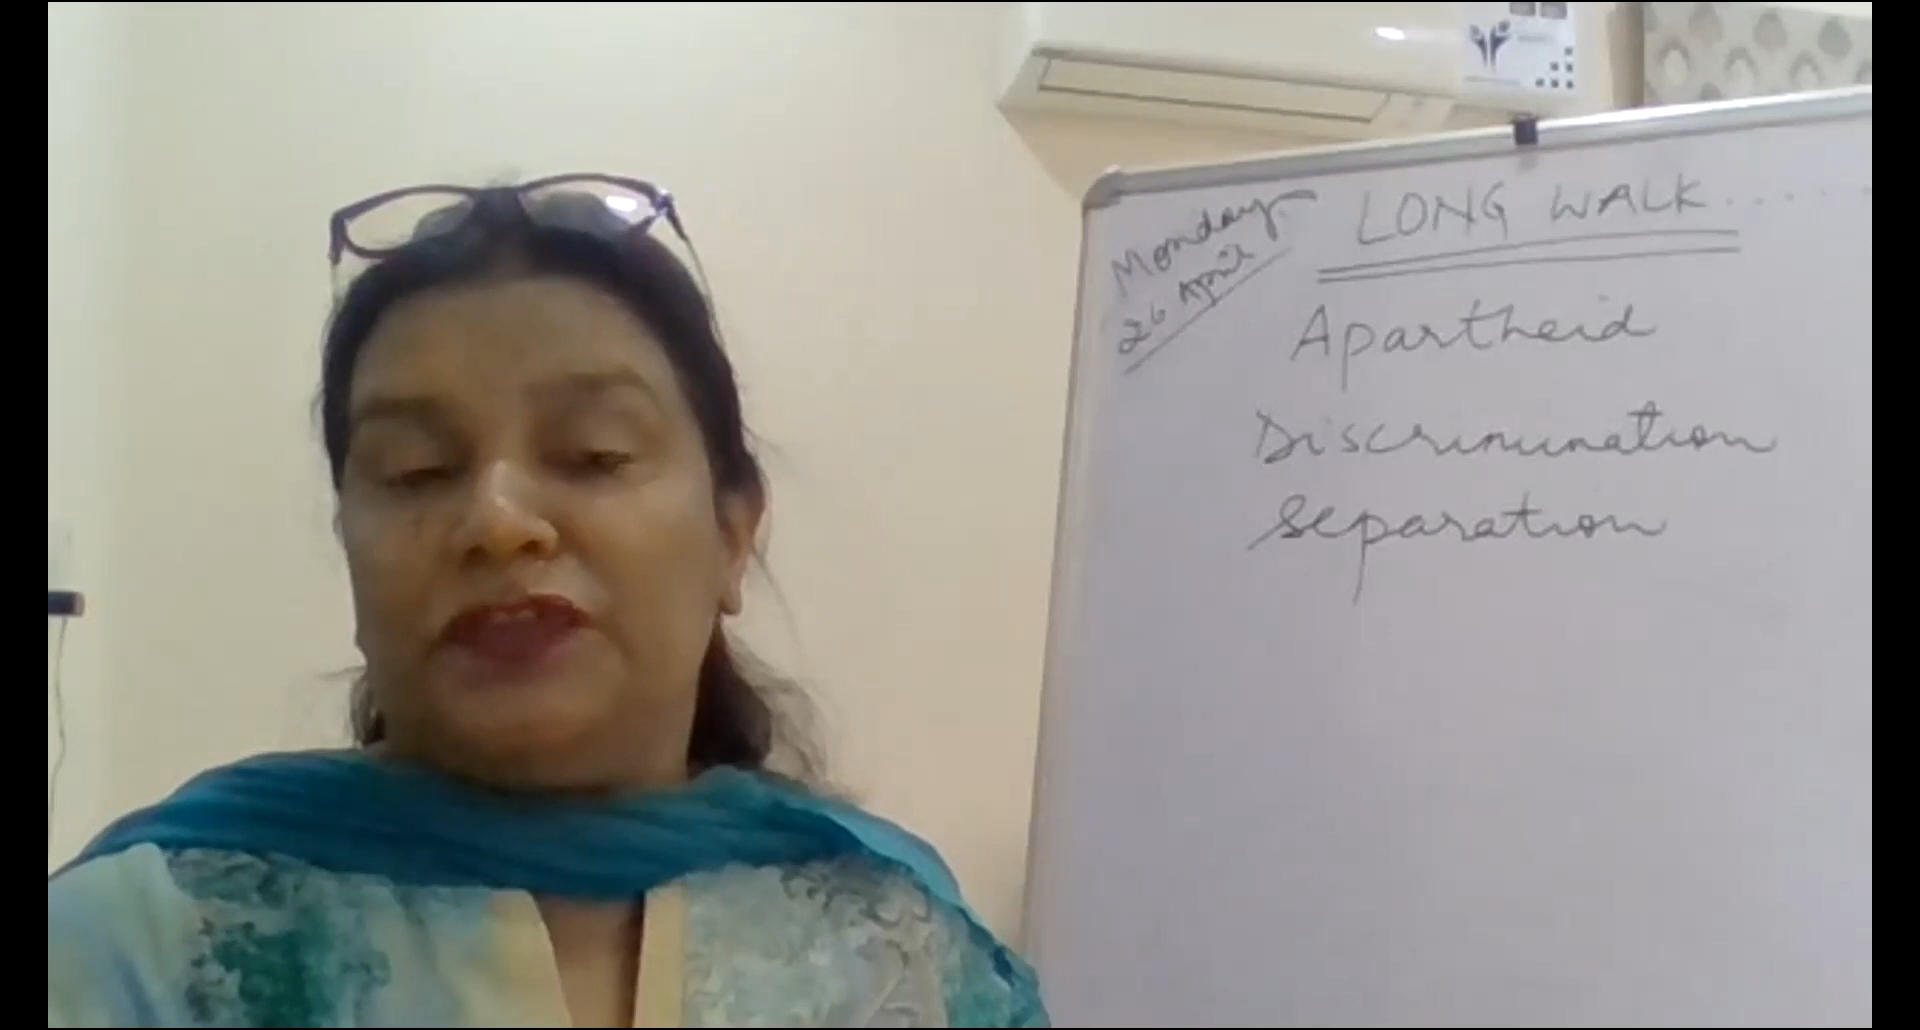 Monday
26 April
LONG WALK.......
Apartheid
Discrimination
Separation